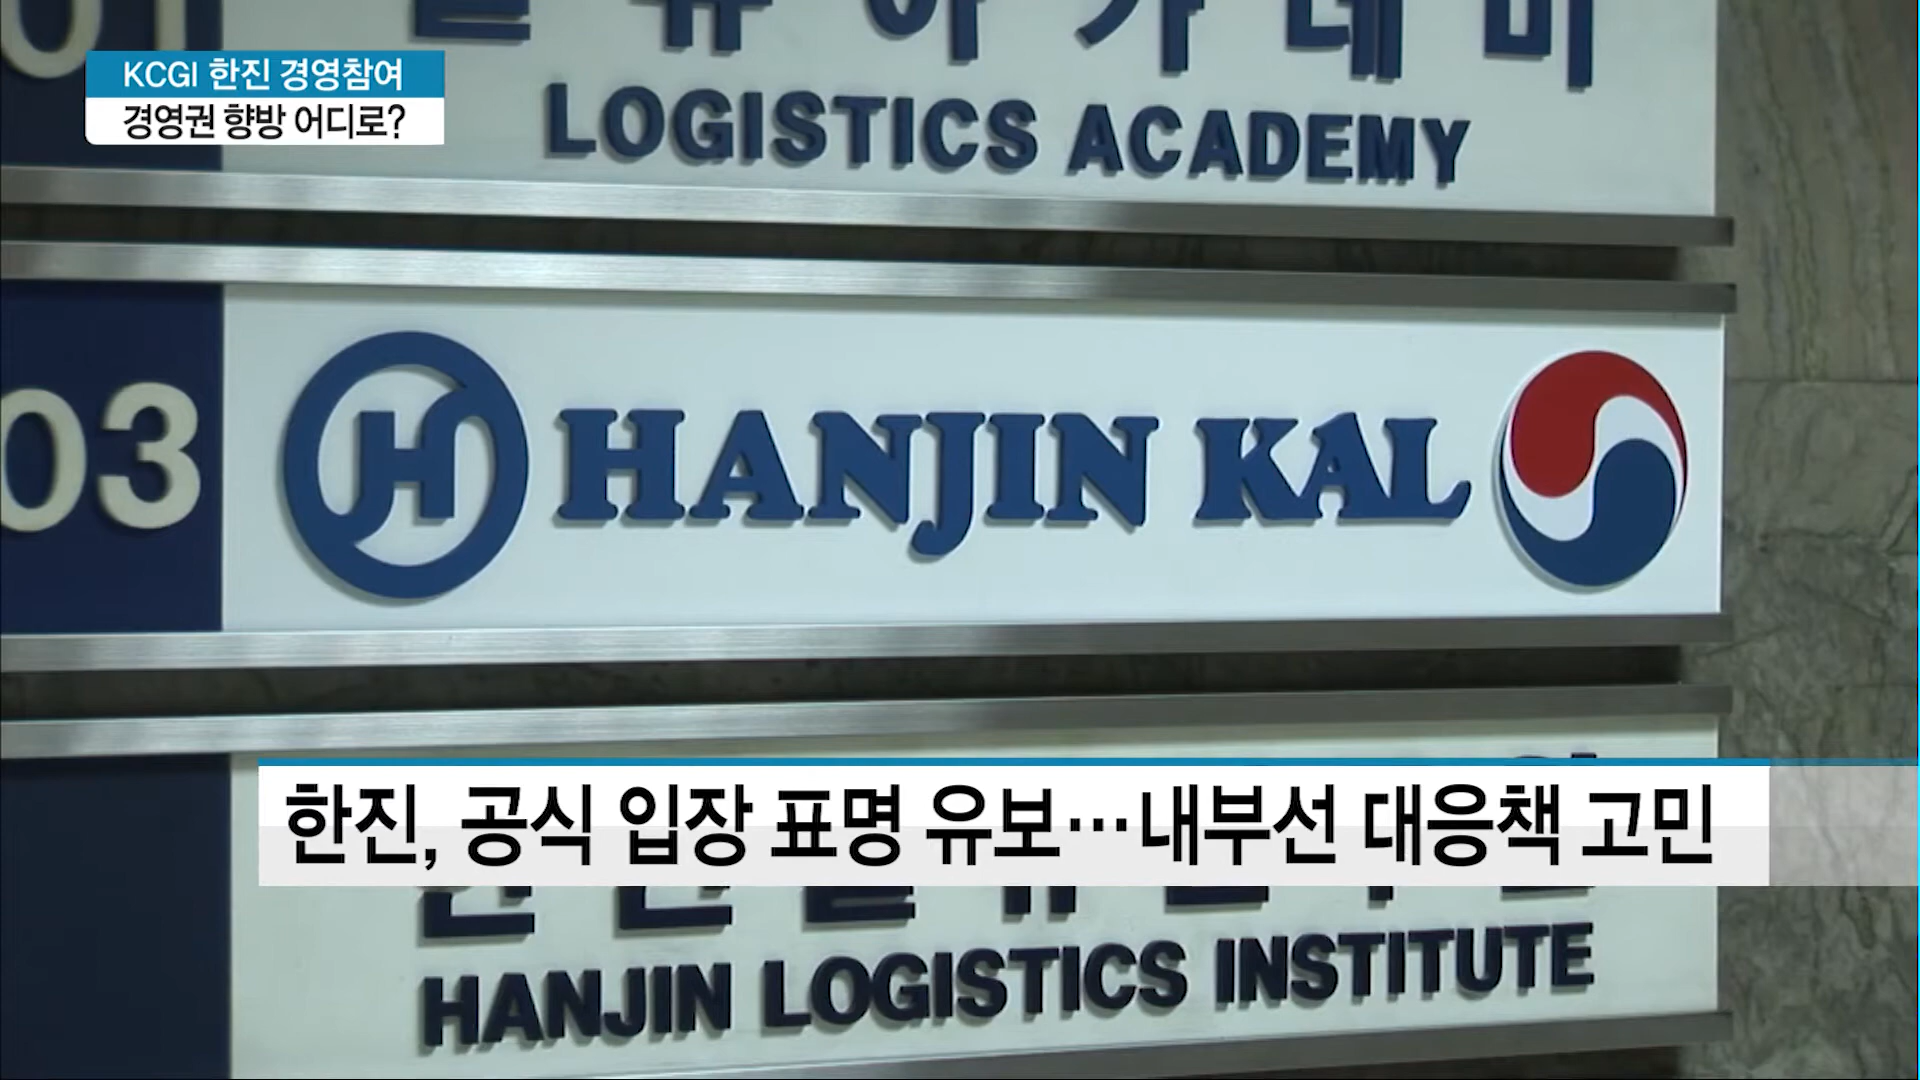 KCGI 한진 경영참여
경영권 향방 어디로?
LOGISTICS ACADEMY
03
HANJIN KAL
한진, 공식 입장 표명 유보…내부선 대응책 고민
HANJIN LOGISTICS INSTITUTE